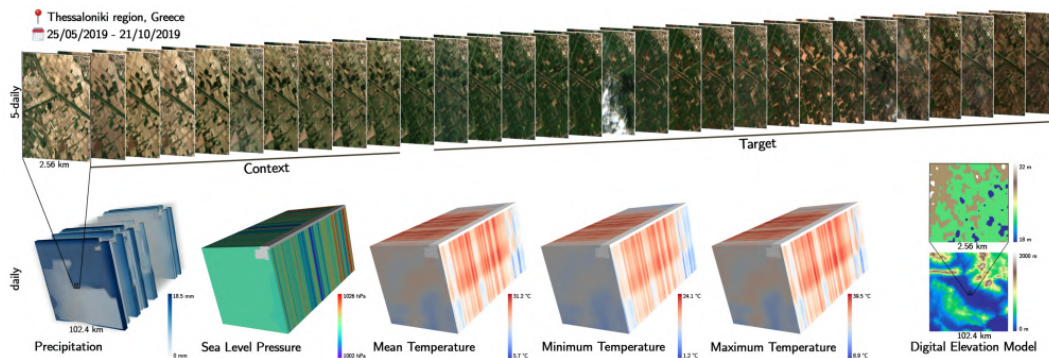 Thessaloniki region, Greece
25/05/2019 - 21/10/2019
5-daily
2.56 km
Context
Target
daily
102.4 km
18.5 mm
0 mm
Precipitation
1028 hPa
1002 hPa
Sea Level Pressure
31.2 °C
5.7 °C
Mean Temperature
24.1 °C
1.2 °C
Minimum Temperature
39.5 °C
8.9 °C
Maximum Temperature
22 m
18 m
2.56 km
2000 m
0 m
102.4 km
Digital Elevation Model